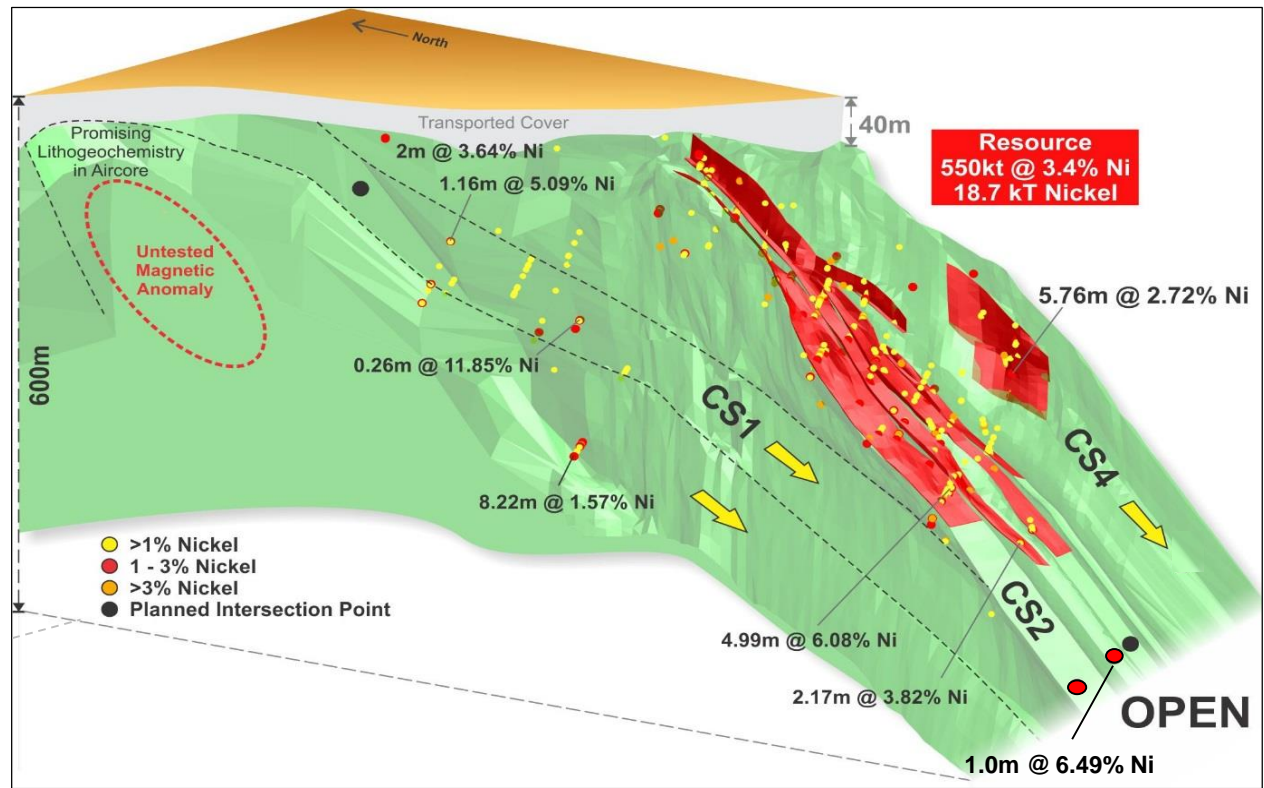 North
Transported Cover
40m
Promising
Lithogeochemistry
in Aircore
2m @ 3.64% Ni
1.16m @ 5.09% Ni
Resource
550kt @ 3.4% Ni
18.7 kT Nickel
Untested
Magnetic
Anomaly
600m
5.76m @ 2.72% Ni
0.26m @ 11.85% Ni
CS1
CS4
8.22m @ 1.57% Ni
>1% Nickel
1 - 3% Nickel
>3% Nickel
Planned Intersection Point
CS2
4.99m @ 6.08% Ni
2.17m @ 3.82% Ni
OPEN
1.0m @ 6.49% Ni